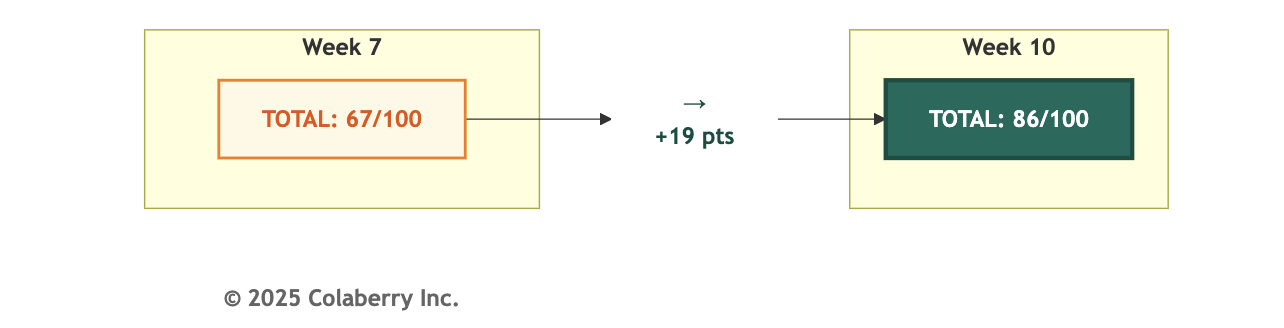 Week 7
TOTAL: 67/100
→
+19 pts
Week 10
TOTAL: 86/100
© 2025 Colaberry Inc.